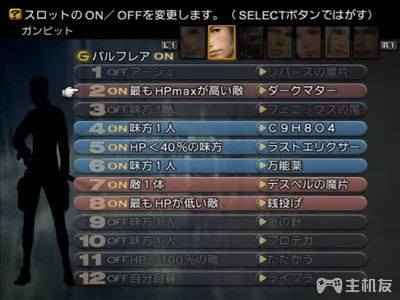 スロットの ON／ OFFを変更します。（ SELECTボタンではがす）
ガンビット
L1
R1
G バルフレア ON
1 OFF アーシェ ▶リバースの魔片
2 ON 最も HPmaxが高い敵 ▶ダークマター
3 OFF 味方１人 ▶フェニックスの尾
4 ON 味方１人 ▶Ｃ９Ｈ８Ｏ４
5 ON HP＜40％の味方 ▶ラストエリクサー
6 ON 味方１人 ▶万能薬
7 ON 敵１体 ▶デスペルの魔片
8 ON 最も HPが低い敵 ▶銭投げ
9 OFF 味方１人 ▶金の針
10 OFF 味方１人 ▶プロテガ
11 OFF HP＝100％の敵 ▶たたかう
12 OFF 自分自身 ▶ライブラ
主机友